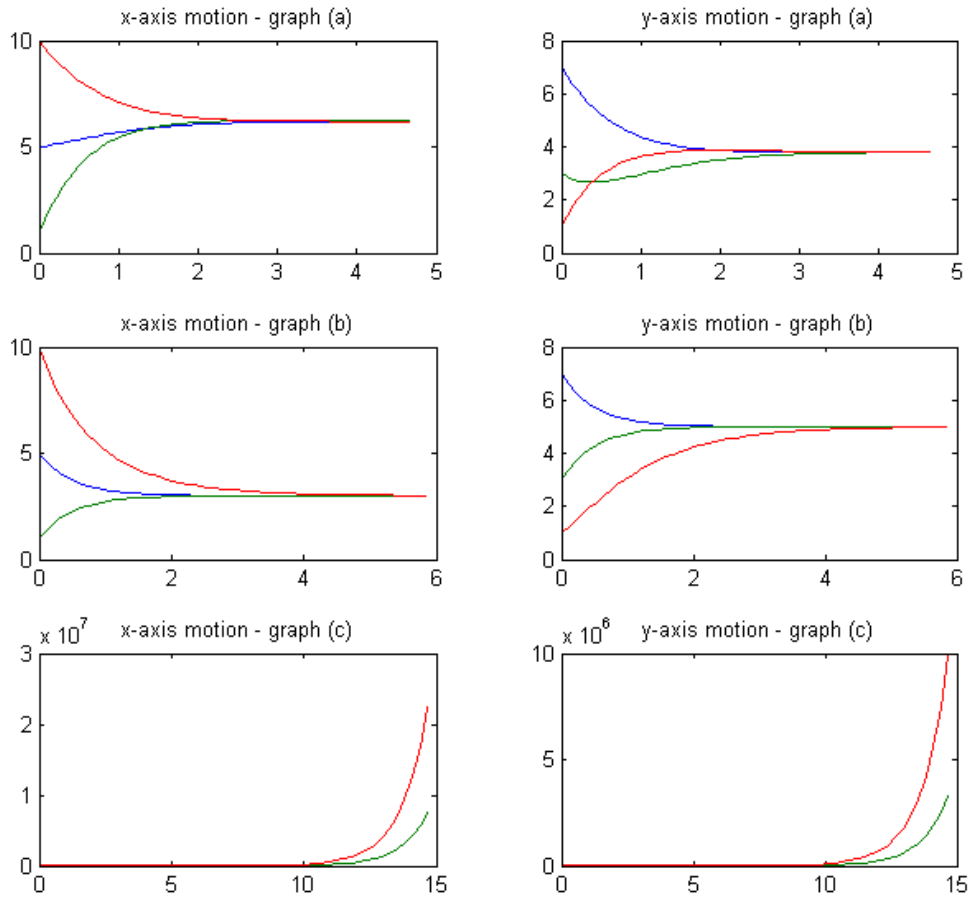 x-axis motion - graph (a)
y-axis motion - graph (a)
10
5
0
0 1 2 3 4 5
8
6
4
2
0
0 1 2 3 4 5
x-axis motion - graph (b)
y-axis motion - graph (b)
10
5
0
0 2 4 6
8
6
4
2
0
0 2 4 6
x 10^7 x-axis motion - graph (c)
x 10^6 y-axis motion - graph (c)
3
2
1
0
0 5 10 15
10
5
0
0 5 10 15